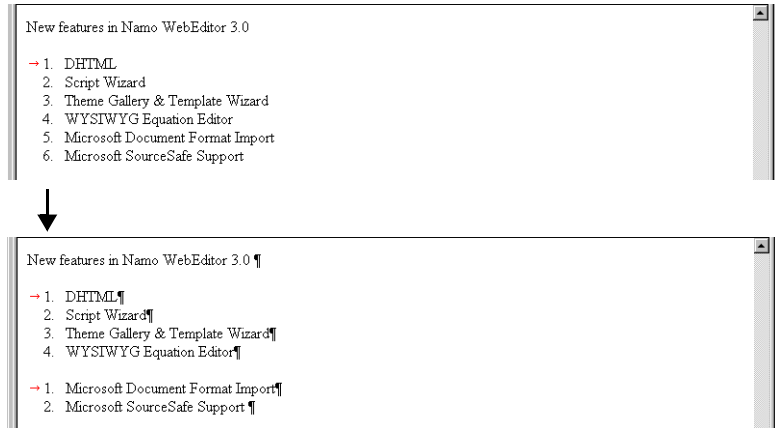 New features in Namo WebEditor 3.0
→ 1. DHTML
2. Script Wizard
3. Theme Gallery & Template Wizard
4. WYSIWYG Equation Editor
5. Microsoft Document Format Import
6. Microsoft SourceSafe Support
New features in Namo WebEditor 3.0 ¶
→ 1. DHTML¶
2. Script Wizard¶
3. Theme Gallery & Template Wizard¶
4. WYSIWYG Equation Editor¶
→ 1. Microsoft Document Format Import¶
2. Microsoft SourceSafe Support ¶